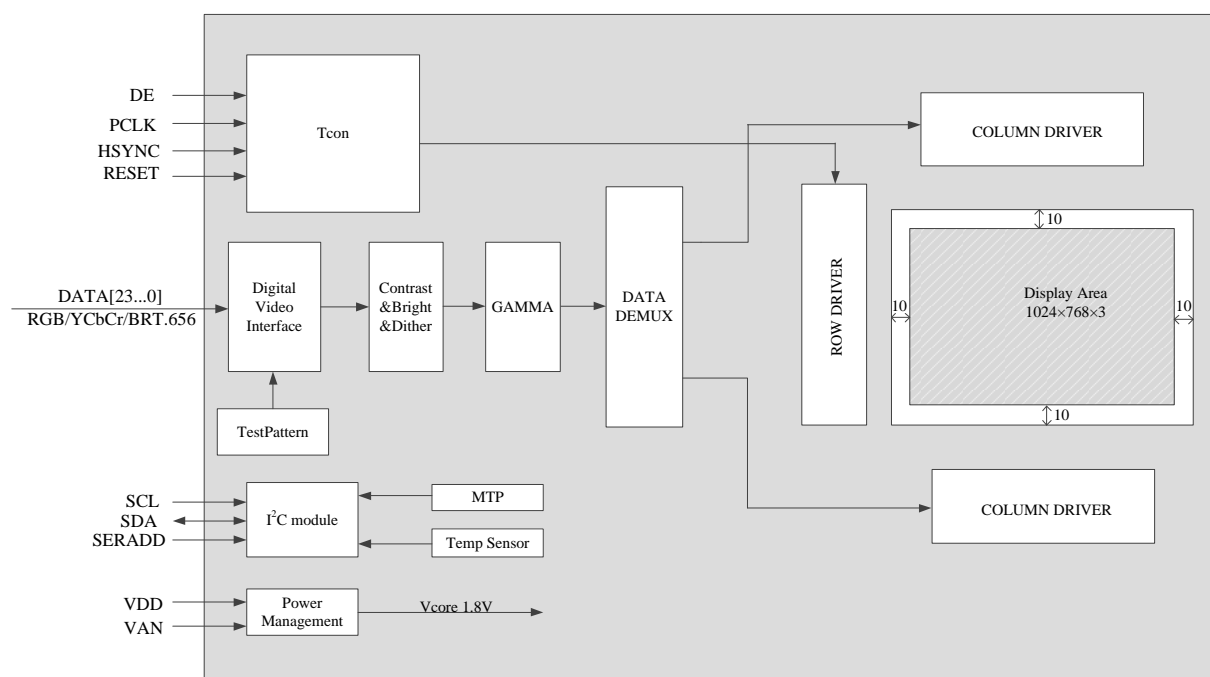 DE
PCLK
HSYNC
RESET
Tcon
COLUMN DRIVER
DATA[23...0]
RGB/YCbCr/BRT.656
Digital
Video
Interface
Contrast
&Bright
&Dither
GAMMA
DATA
DEMUX
ROW DRIVER
10
10
Display Area
1024×768×3
10
10
TestPattern
SCL
SDA
SERADD
I²C module
MTP
Temp Sensor
COLUMN DRIVER
VDD
VAN
Power
Management
Vcore 1.8V